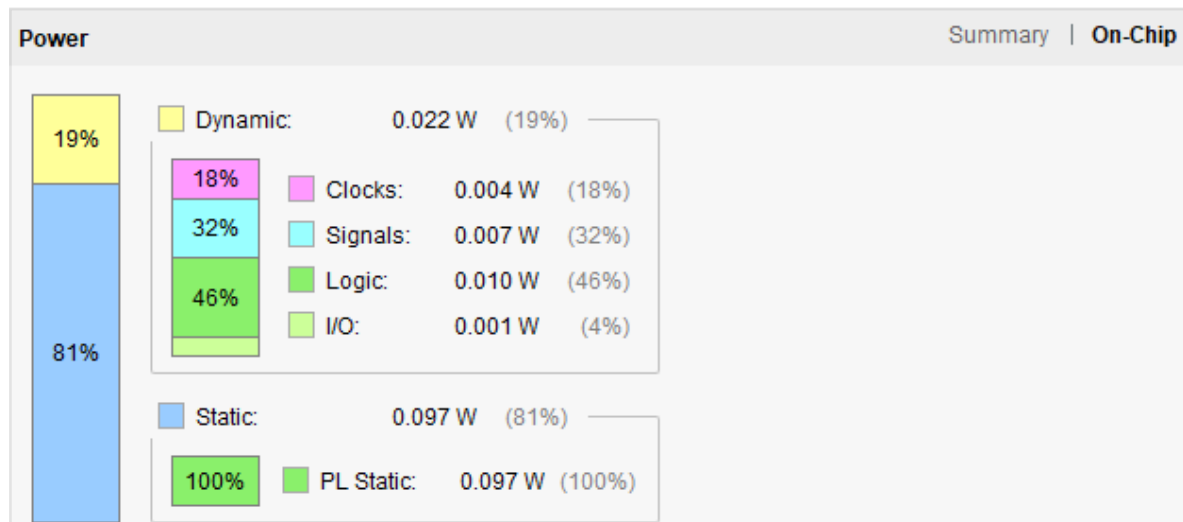 Power Summary | On-Chip
19% Dynamic: 0.022 W (19%)
18% Clocks: 0.004 W (18%)
32% Signals: 0.007 W (32%)
46% Logic: 0.010 W (46%)
I/O: 0.001 W (4%)
81%
Static: 0.097 W (81%)
100% PL Static: 0.097 W (100%)